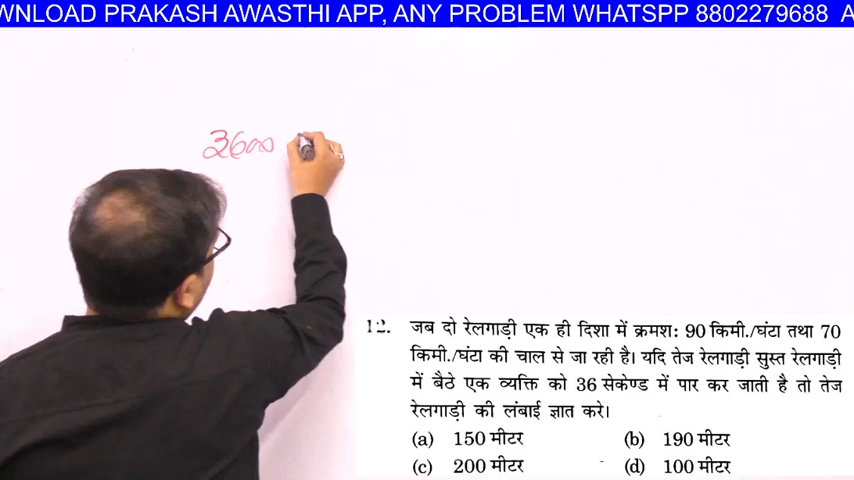 WNLOAD PRAKASH AWASTHI APP, ANY PROBLEM WHATSPP 8802279688 A
3600
12. जब दो रेलगाड़ी एक ही दिशा में क्रमश: 90 किमी./घंटा तथा 70
किमी./घंटा की चाल से जा रही है। यदि तेज रेलगाड़ी सुस्त रेलगाड़ी
में बैठे एक व्यक्ति को 36 सेकेण्ड में पार कर जाती है तो तेज
रेलगाड़ी की लंबाई ज्ञात करे।
(a) 150 मीटर (b) 190 मीटर
(c) 200 मीटर (d) 100 मीटर